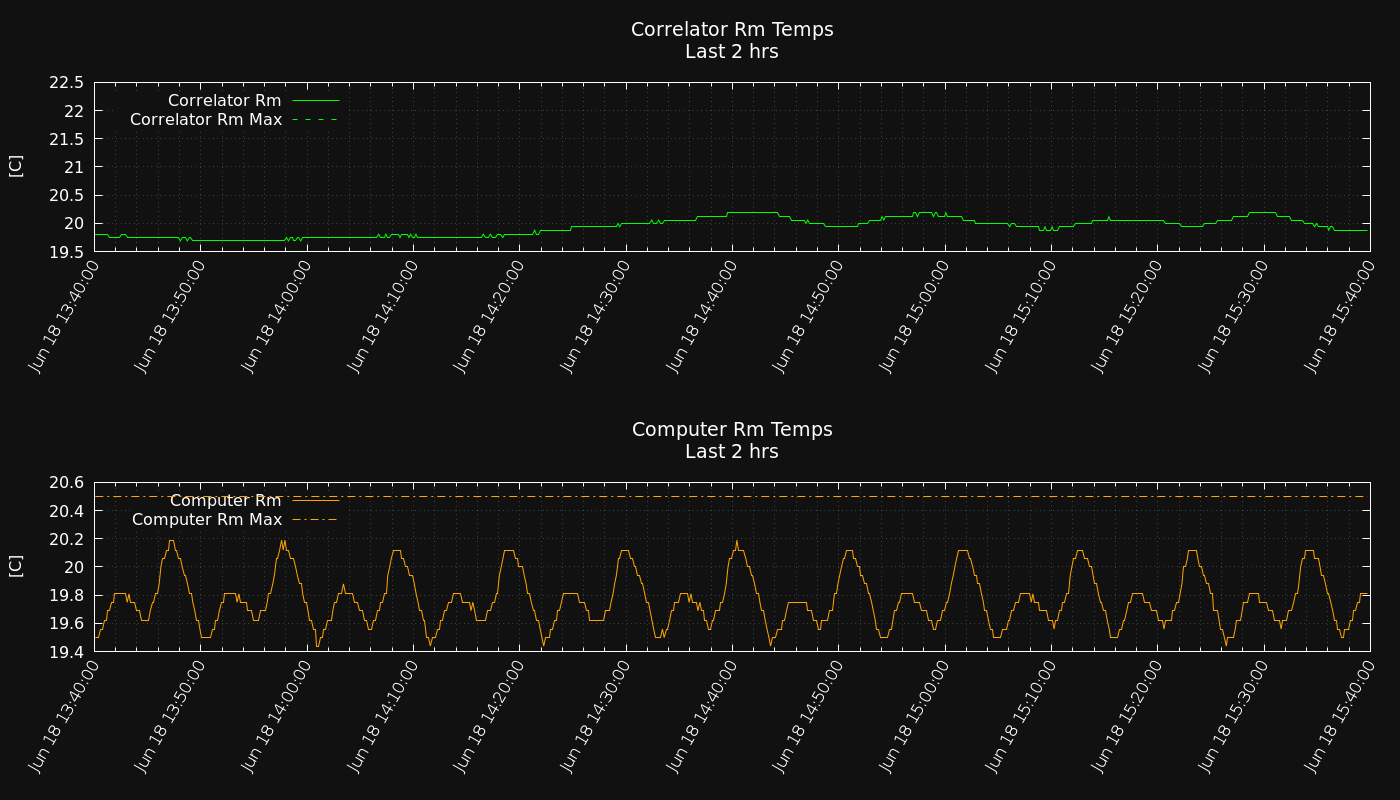 Correlator Rm Temps
Last 2 hrs
22.5
22
21.5
21
20.5
20
19.5
[C]
Correlator Rm
Correlator Rm Max
Jun 18 13:40:00
Jun 18 13:50:00
Jun 18 14:00:00
Jun 18 14:10:00
Jun 18 14:20:00
Jun 18 14:30:00
Jun 18 14:40:00
Jun 18 14:50:00
Jun 18 15:00:00
Jun 18 15:10:00
Jun 18 15:20:00
Jun 18 15:30:00
Jun 18 15:40:00
Computer Rm Temps
Last 2 hrs
20.6
20.4
20.2
20
19.8
19.6
19.4
[C]
Computer Rm
Computer Rm Max
Jun 18 13:40:00
Jun 18 13:50:00
Jun 18 14:00:00
Jun 18 14:10:00
Jun 18 14:20:00
Jun 18 14:30:00
Jun 18 14:40:00
Jun 18 14:50:00
Jun 18 15:00:00
Jun 18 15:10:00
Jun 18 15:20:00
Jun 18 15:30:00
Jun 18 15:40:00